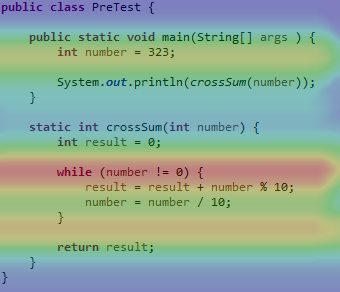 public class PreTest {
public static void main(String[] args ) {
int number = 323;
System.out.println(crossSum(number));
}
static int crossSum(int number) {
int result = 0;
while (number != 0) {
result = result + number % 10;
number = number / 10;
}
return result;
}
}